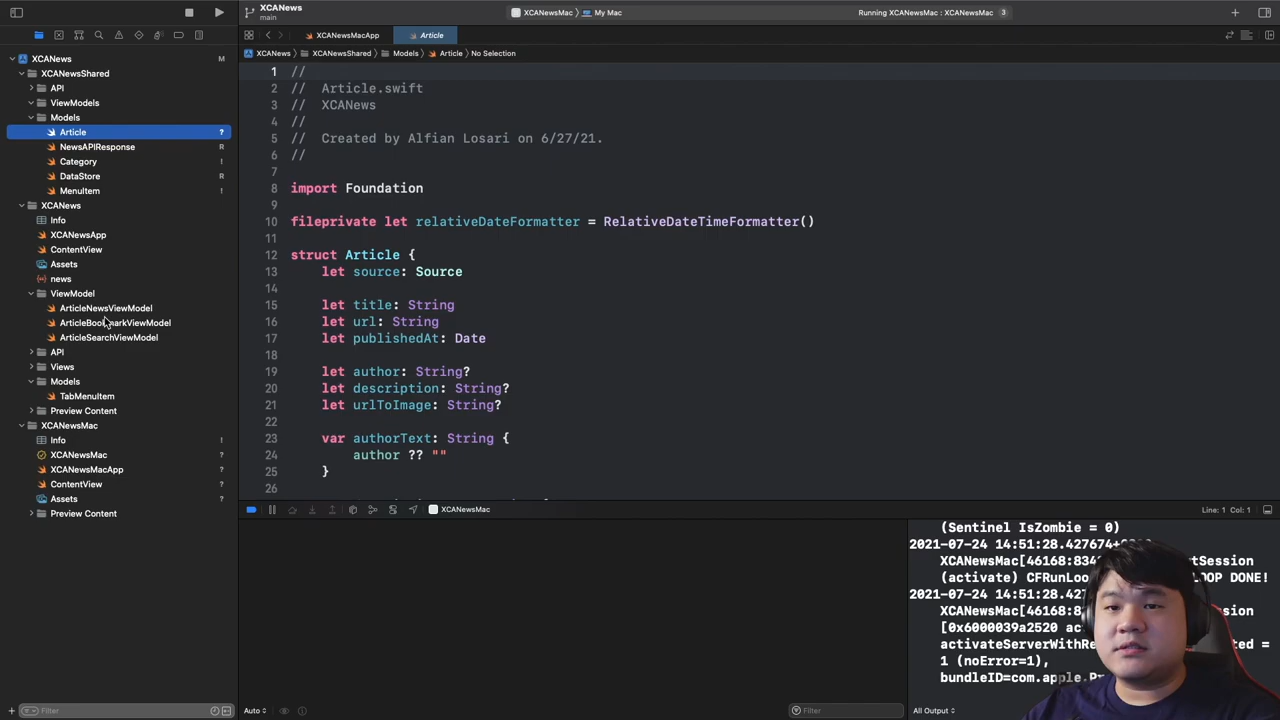 XCANews
main
XCANewsMac
My Mac
Running XCANewsMac : XCANewsMac
3
XCANewsMacApp
Article
XCANews
XCANewsShared
Models
Article
No Selection
XCANews M
XCANewsShared
API
ViewModels
Models
Article ?
NewsAPIResponse R
Category !
DataStore R
MenuItem !
XCANews
Info
XCANewsApp
ContentView
Assets
news
ViewModel
ArticleNewsViewModel
ArticleBookmarkViewModel
ArticleSearchViewModel
API
Views
Models
TabMenuItem
Preview Content
XCANewsMac
Info !
XCANewsMac ?
XCANewsMacApp ?
ContentView ?
Assets ?
Preview Content
Filter
1 //
2 // Article.swift
3 // XCANews
4 //
5 // Created by Alfian Losari on 6/27/21.
6 //
7
8 import Foundation
9
10 fileprivate let relativeDateFormatter = RelativeDateTimeFormatter()
11
12 struct Article {
13 let source: Source
14
15 let title: String
16 let url: String
17 let publishedAt: Date
18
19 let author: String?
20 let description: String?
21 let urlToImage: String?
22
23 var authorText: String {
24 author ?? ""
25 }
26
XCANewsMac
Line: 1 Col: 1
(Sentinel IsZombie = 0)
2021-07-24 14:51:28.427674+
XCANewsMac[46168:834
(activate) CFRunLoo OOP DONE!
2021-07-24 14:51:28.427
XCANewsMac[46168:8
[0x6000039a2520 ac
activateServerWithRe ted =
1 (noError=1),
bundleID=com.apple.Pr
Auto
Filter
All Output